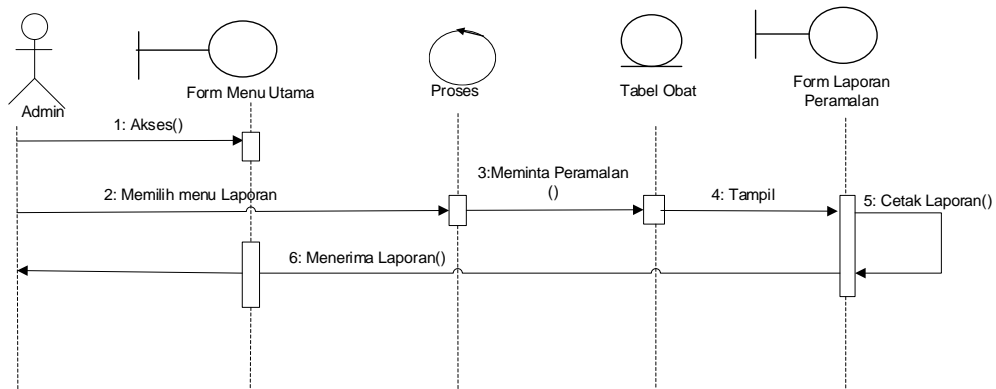 Admin
Form Menu Utama
Proses
Tabel Obat
Form Laporan
Peramalan
1: Akses()
2: Memilih menu Laporan
3:Meminta Peramalan
()
4: Tampil
5: Cetak Laporan()
6: Menerima Laporan()